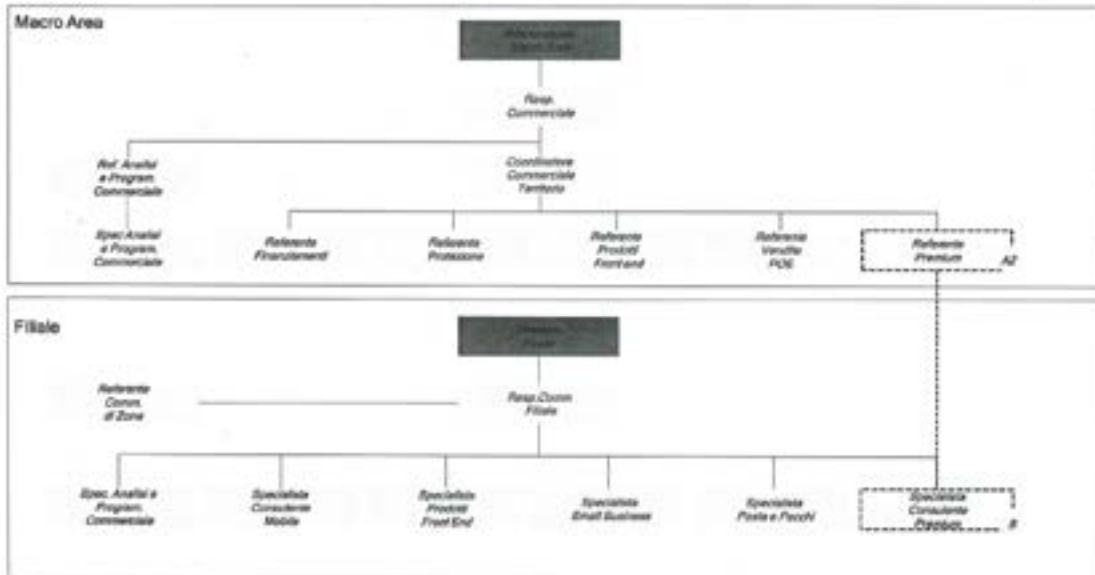 Macro Area
Resp.
Commerciale
Ref. Analisi
e Program.
Commerciale
Coordinatore
Commerciale
Territorio
Spec Analisi
e Program.
Commerciale
Referente
Finanziamenti
Referente
Protezione
Referente
Prodotti
Front-end
Referente
Vendite
POE
Referente
Premium
A2
Filiale
Referente
Comm.
di Zona
Resp.Comm
Filiale
Spec. Analisi e
Program.
Commerciale
Specialista
Consulente
Mobile
Specialista
Prodotti
Front End
Specialista
Small Business
Specialista
Posta e Pacchi
Specialista
Consulente
Premium
B